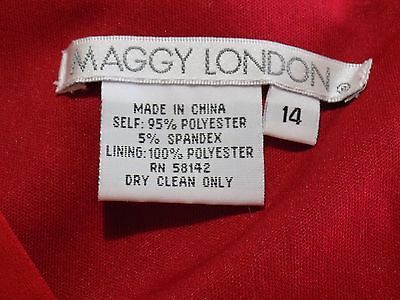 MAGGY LONDON®
14
MADE IN CHINA
SELF: 95% POLYESTER
5% SPANDEX
LINING: 100% POLYESTER
RN 58142
DRY CLEAN ONLY